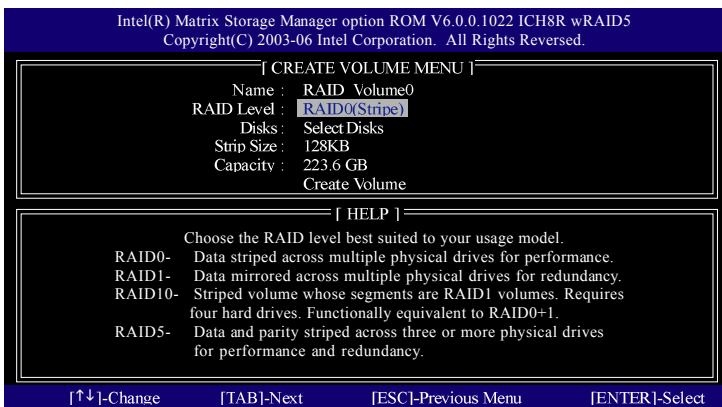 Intel(R) Matrix Storage Manager option ROM V6.0.0.1022 ICH8R wRAID5
Copyright(C) 2003-06 Intel Corporation. All Rights Reversed.
[ CREATE VOLUME MENU ]
Name : RAID_Volume0
RAID Level : RAID0(Stripe)
Disks : Select Disks
Strip Size : 128KB
Capacity : 223.6 GB
Create Volume
[ HELP ]
Choose the RAID level best suited to your usage model.
RAID0- Data striped across multiple physical drives for performance.
RAID1- Data mirrored across multiple physical drives for redundancy.
RAID10- Striped volume whose segments are RAID1 volumes. Requires
four hard drives. Functionally equivalent to RAID0+1.
RAID5- Data and parity striped across three or more physical drives
for performance and redundancy.
[↑↓]-Change [TAB]-Next [ESC]-Previous Menu [ENTER]-Select